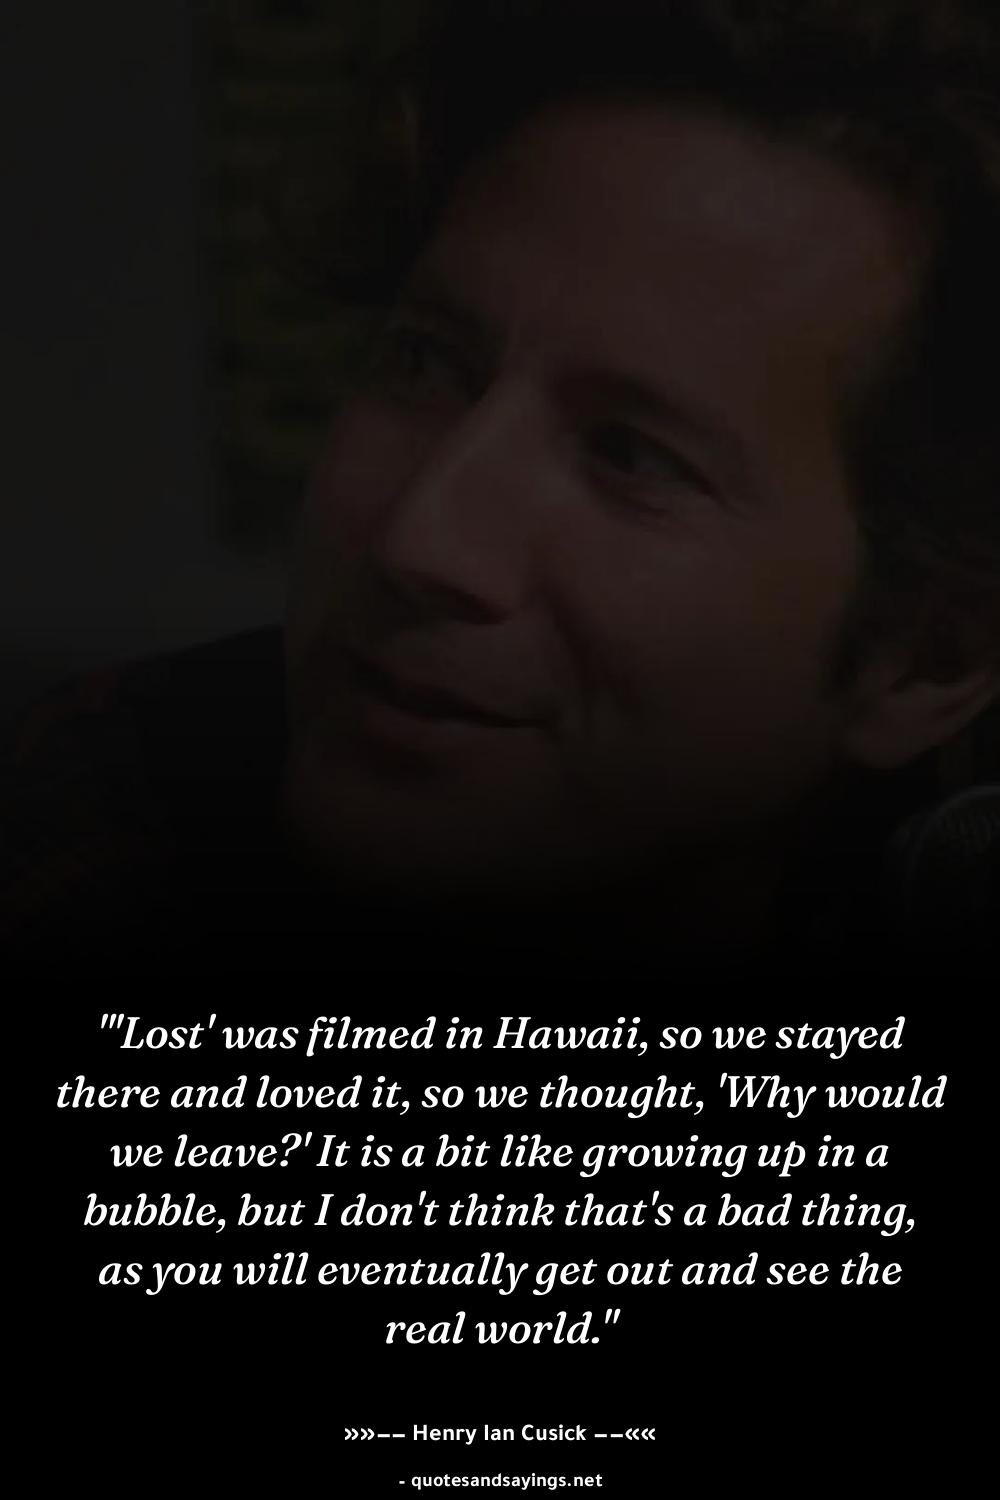 "'Lost' was filmed in Hawaii, so we stayed
there and loved it, so we thought, 'Why would
we leave?' It is a bit like growing up in a
bubble, but I don't think that's a bad thing,
as you will eventually get out and see the
real world."
»»–– Henry Ian Cusick ––««
- quotesandsayings.net